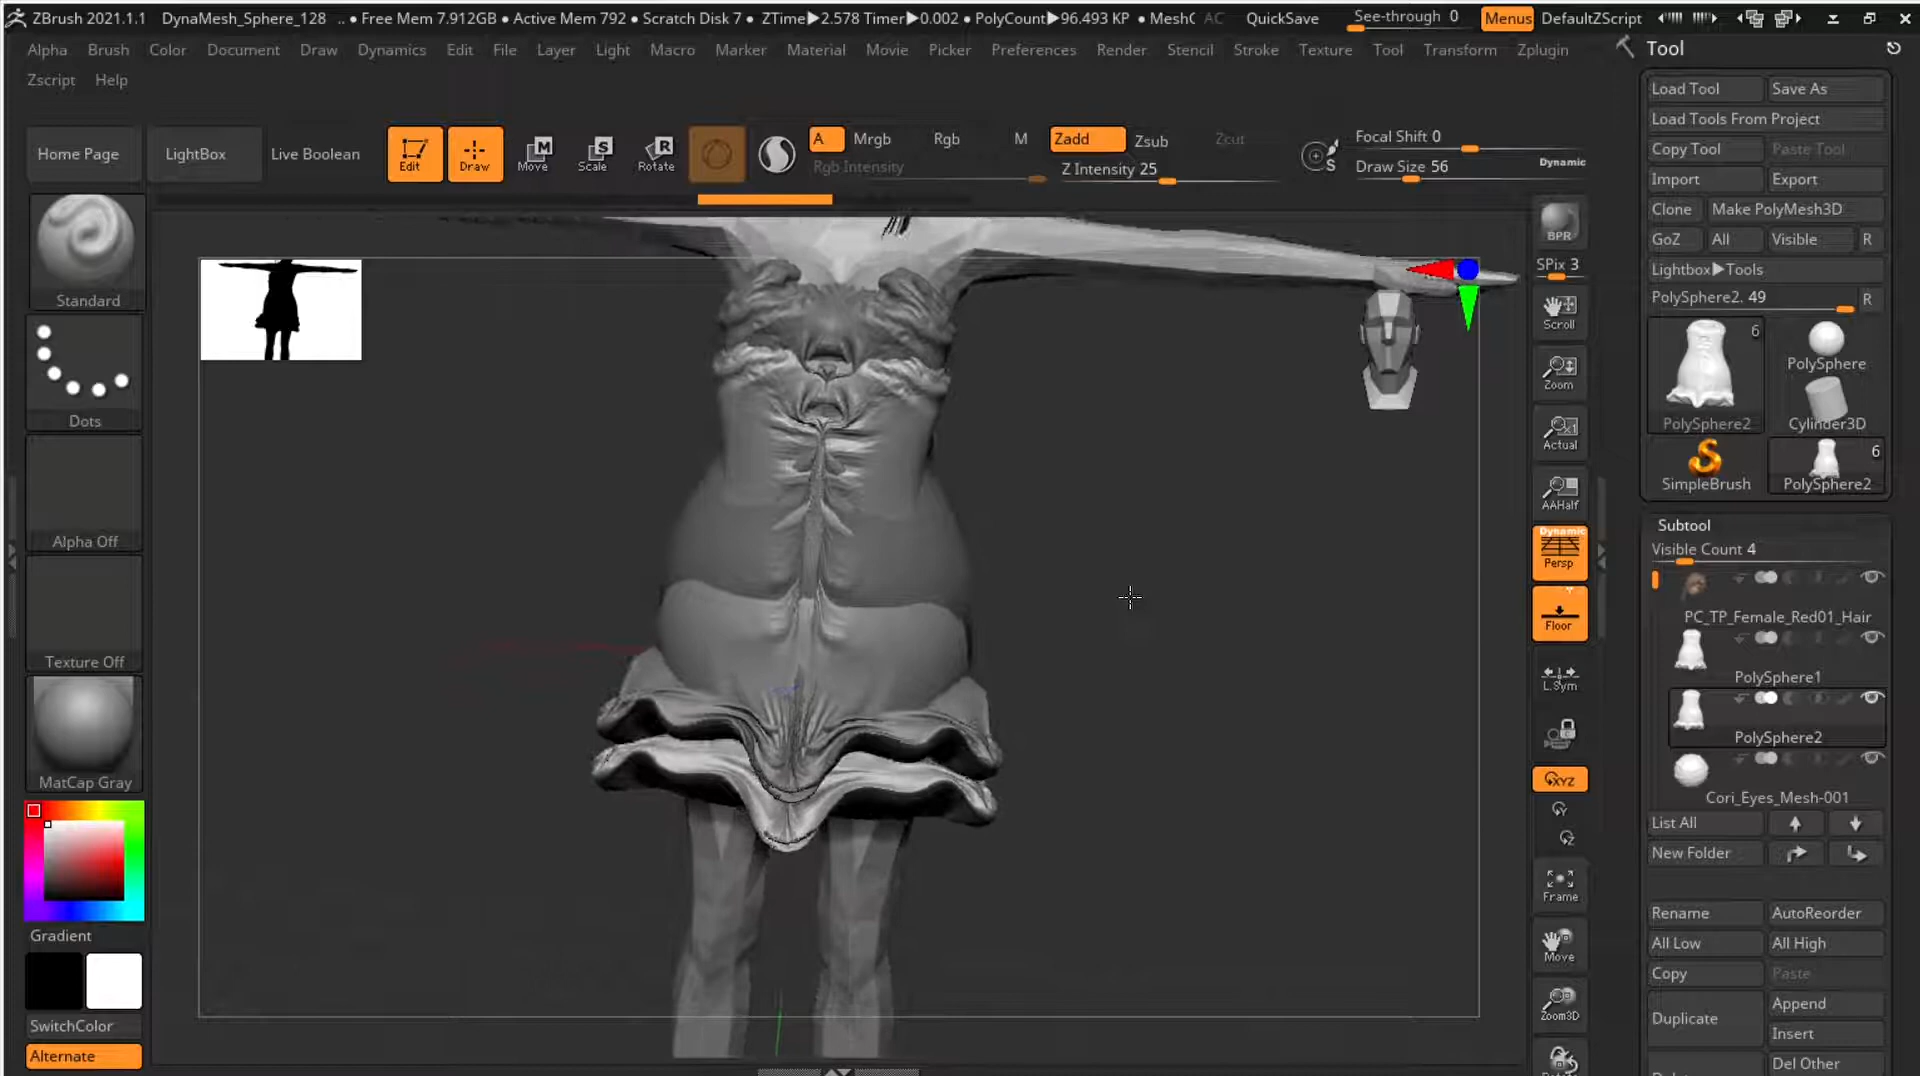 ZBrush 2021.1.1 DynaMesh_Sphere_128 .. • Free Mem 7.912GB • Active Mem 792 • Scratch Disk 7 • ZTime▶2.578 Timer▶0.002 • PolyCount▶96.493 KP • MeshC AC QuickSave See-through 0 Menus DefaultZScript
Alpha Brush Color Document Draw Dynamics Edit File Layer Light Macro Marker Material Movie Picker Preferences Render Stencil Stroke Texture Tool Transform Zplugin
Zscript Help
Home Page LightBox Live Boolean Edit Draw Move Scale Rotate A Mrgb Rgb M Zadd Zsub Zcut Focal Shift 0
Rgb Intensity Z Intensity 25 Draw Size 56 Dynamic
Standard
Dots
Alpha Off
Texture Off
MatCap Gray
Gradient
SwitchColor
Alternate
BPR
SPix 3
Scroll
Zoom
Actual
AAHalf
Dynamic
Persp
Floor
L.Sym
XYZ
Y
Z
Frame
Move
Zoom3D
Tool
Load Tool Save As
Load Tools From Project
Copy Tool Paste Tool
Import Export
Clone Make PolyMesh3D
GoZ All Visible R
Lightbox▶Tools
PolySphere2. 49 R
6
PolySphere
PolySphere2 Cylinder3D
6
SimpleBrush PolySphere2
Subtool
Visible Count 4
PC_TP_Female_Red01_Hair
PolySphere1
PolySphere2
Cori_Eyes_Mesh-001
List All
New Folder
Rename AutoReorder
All Low All High
Copy Paste
Duplicate Append
Insert
Del Other